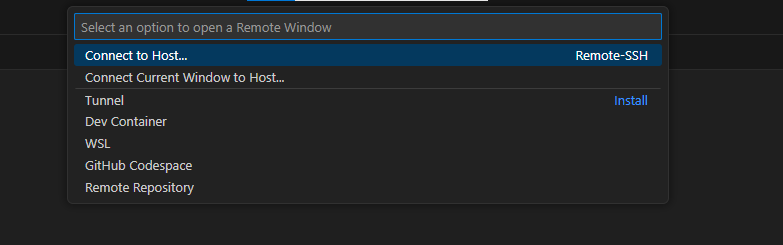 Select an option to open a Remote Window
Connect to Host... Remote-SSH
Connect Current Window to Host...
Tunnel Install
Dev Container
WSL
GitHub Codespace
Remote Repository